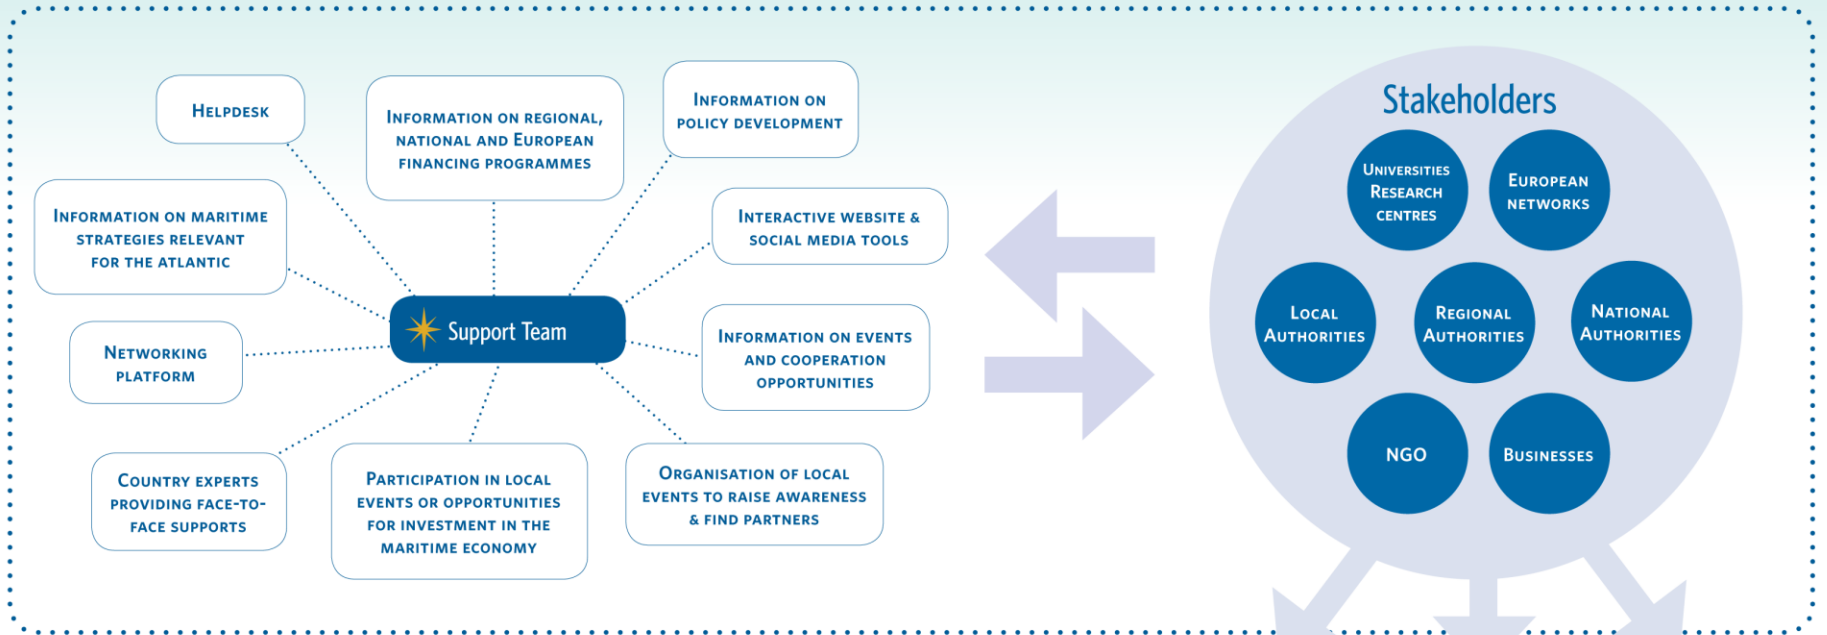 Helpdesk
Information on regional,
national and European
financing programmes
Information on
policy development
Information on maritime
strategies relevant
for the Atlantic
Interactive website &
social media tools
Support Team
Networking
platform
Information on events
and cooperation
opportunities
Country experts
providing face-to-
face supports
Participation in local
events or opportunities
for investment in the
maritime economy
Organisation of local
events to raise awareness
& find partners
Stakeholders
Universities
Research
centres
European
networks
Local
Authorities
Regional
Authorities
National
Authorities
NGO
Businesses